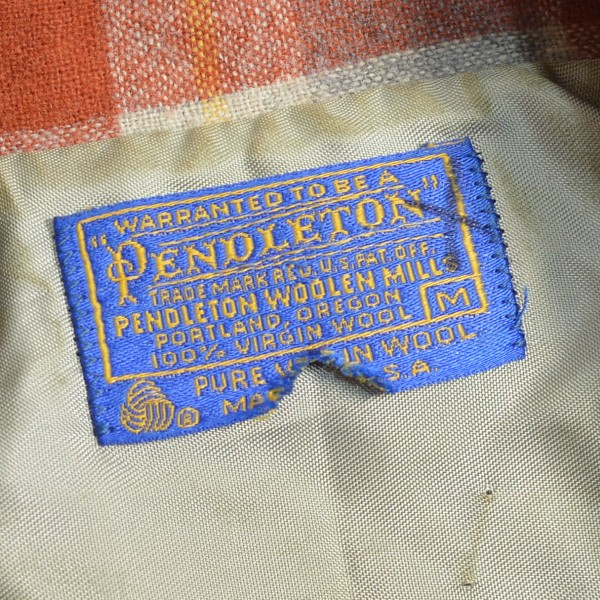 "WARRANTED TO BE A
PENDLETON"
TRADE MARK REG. U.S. PAT. OFF.
PENDLETON WOOLEN MILLS
PORTLAND, OREGON
100% VIRGIN WOOL
M
PURE IN WOOL
® S.A.